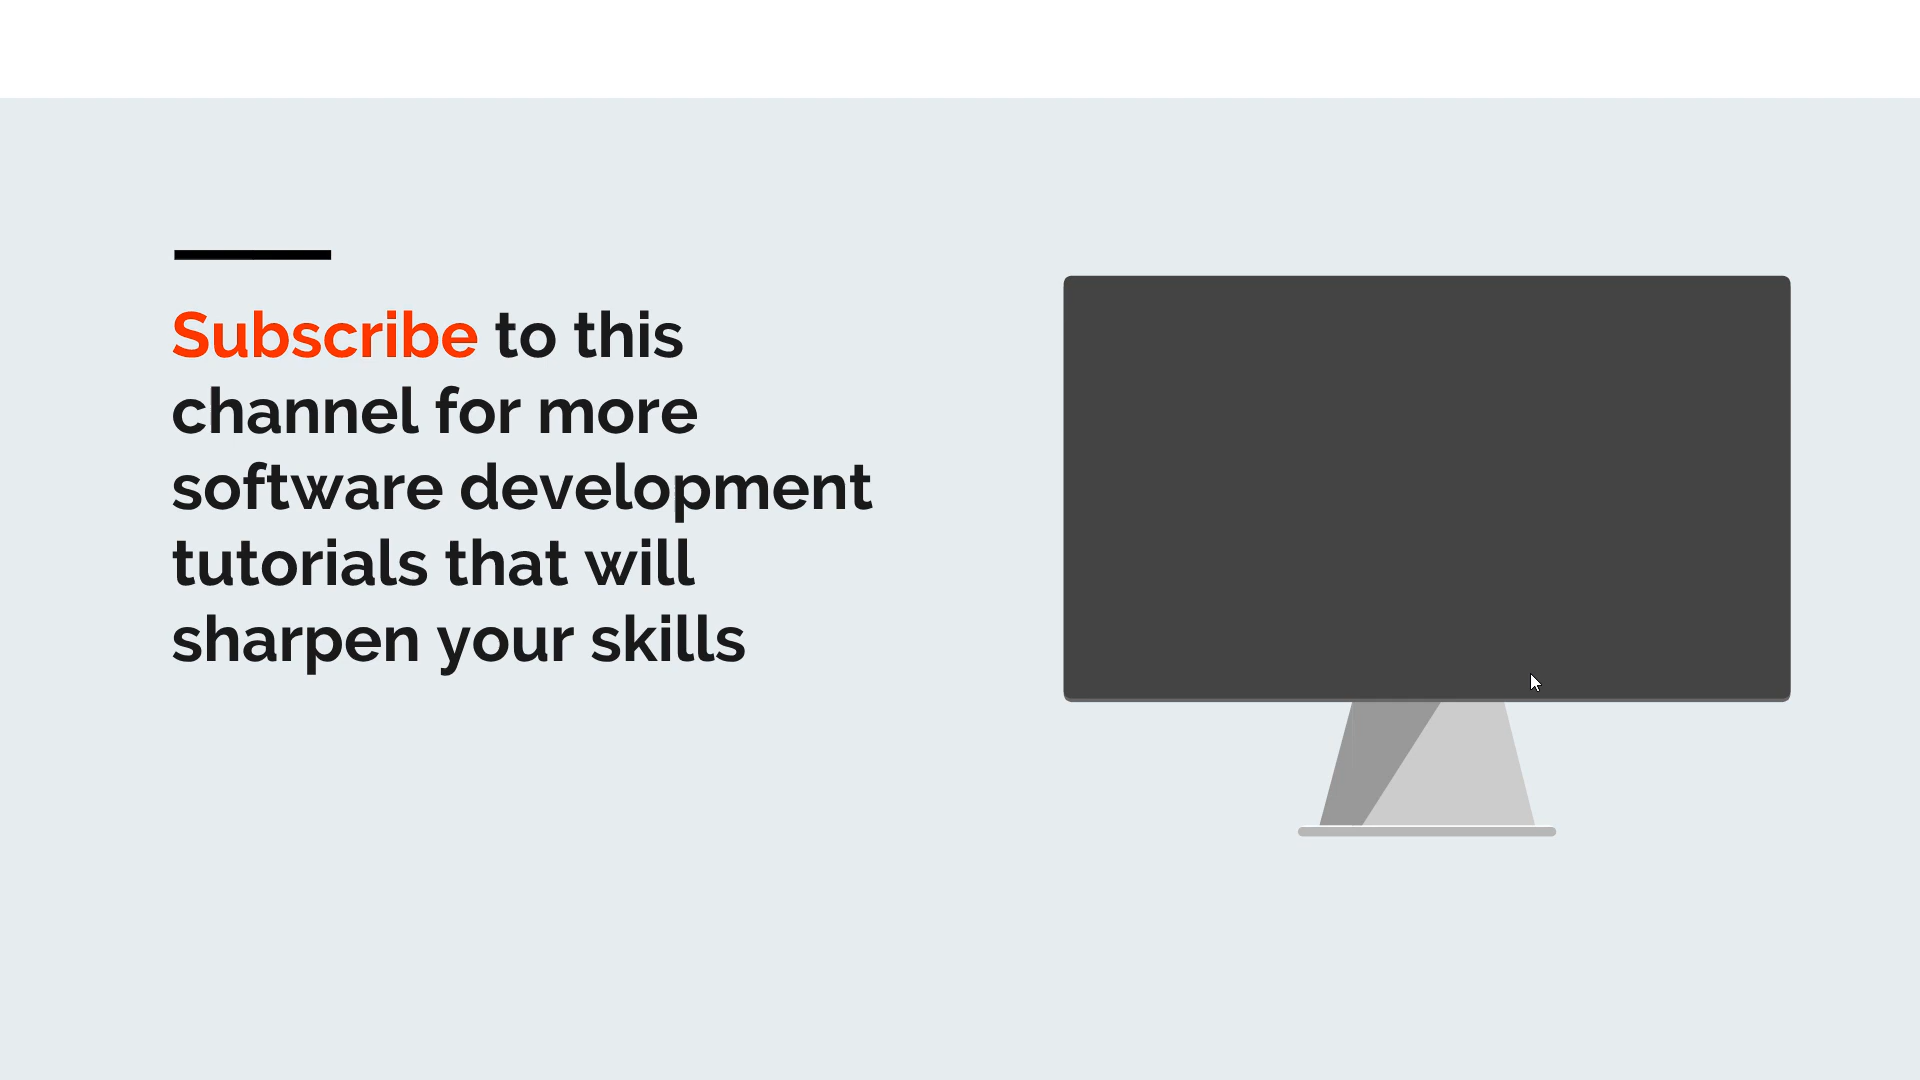 Subscribe to this
channel for more
software development
tutorials that will
sharpen your skills